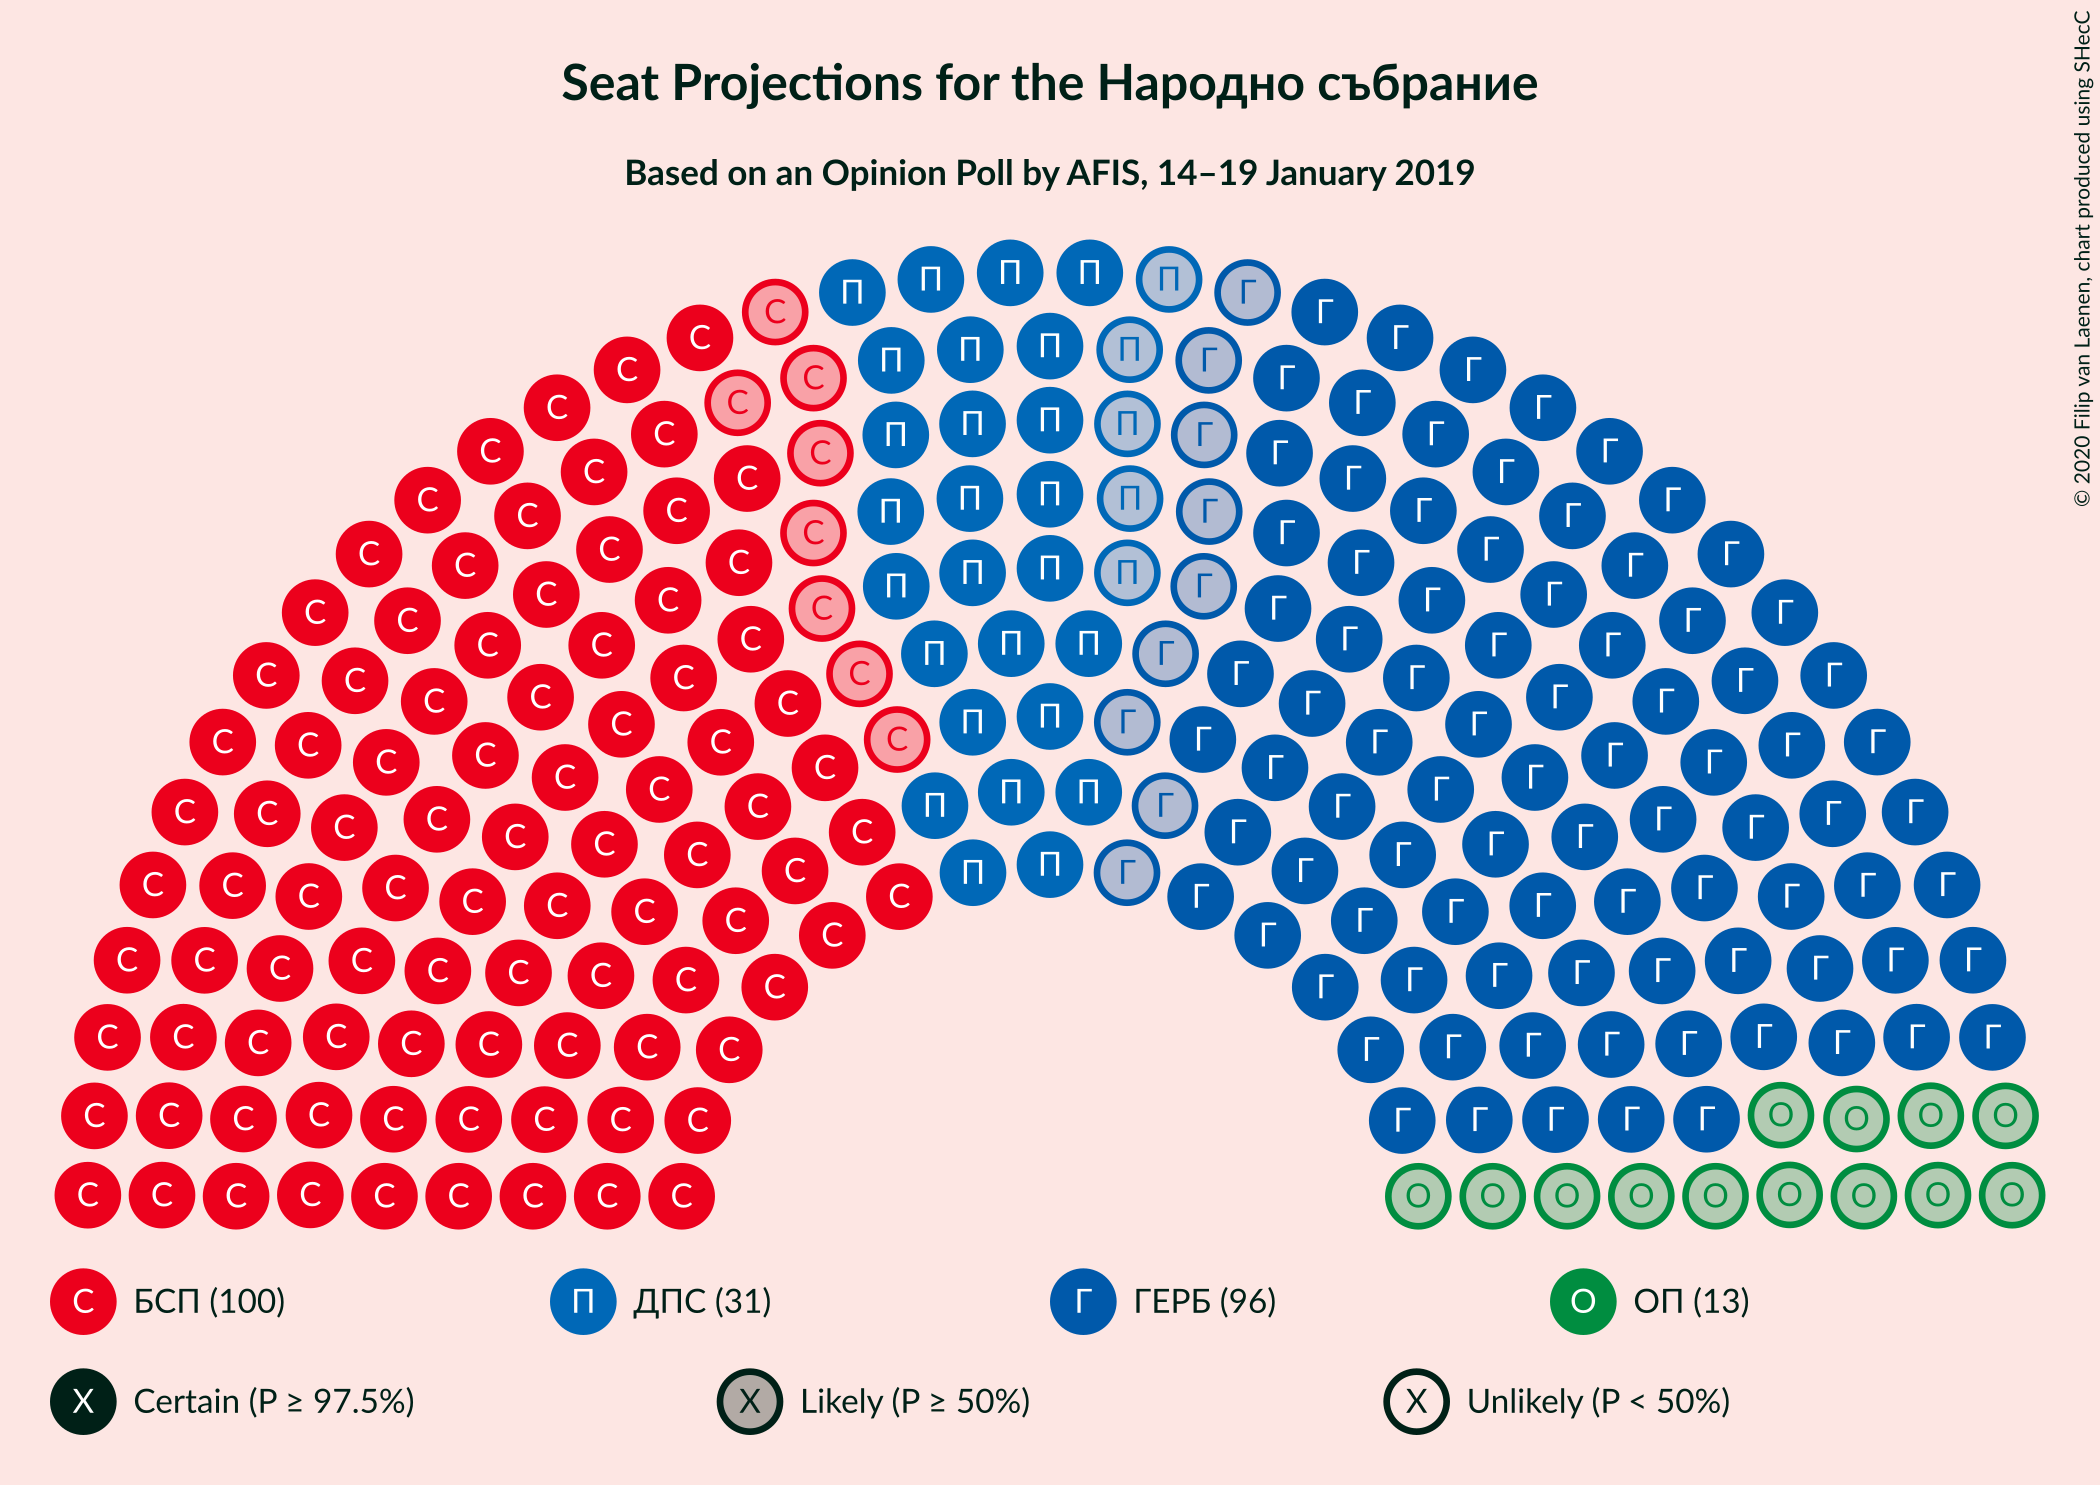 Seat Projections for the Народно събрание
Based on an Opinion Poll by AFIS, 14–19 January 2019
© 2020 Filip van Laenen, chart produced using SHecC
С П П П П П Г Г Г Г Г
С БСП (100)
П ДПС (31)
Г ГЕРБ (96)
О ОП (13)
X Certain (P ≥ 97.5%)
X Likely (P ≥ 50%)
X Unlikely (P < 50%)